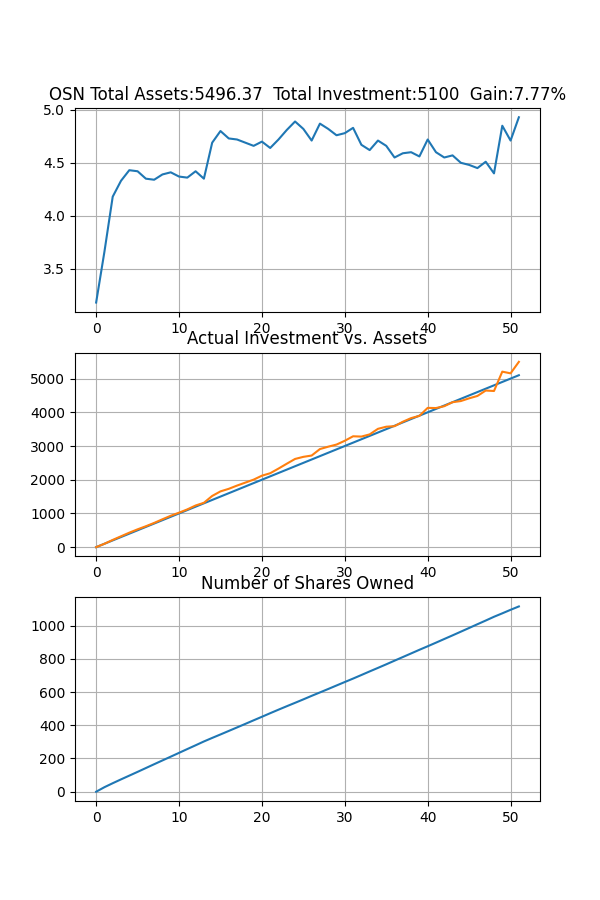 OSN Total Assets:5496.37  Total Investment:5100  Gain:7.77%
5.0
4.5
4.0
3.5
0 10 20 30 40 50
Actual Investment vs. Assets
5000
4000
3000
2000
1000
0
0 10 20 30 40 50
Number of Shares Owned
1000
800
600
400
200
0
0 10 20 30 40 50